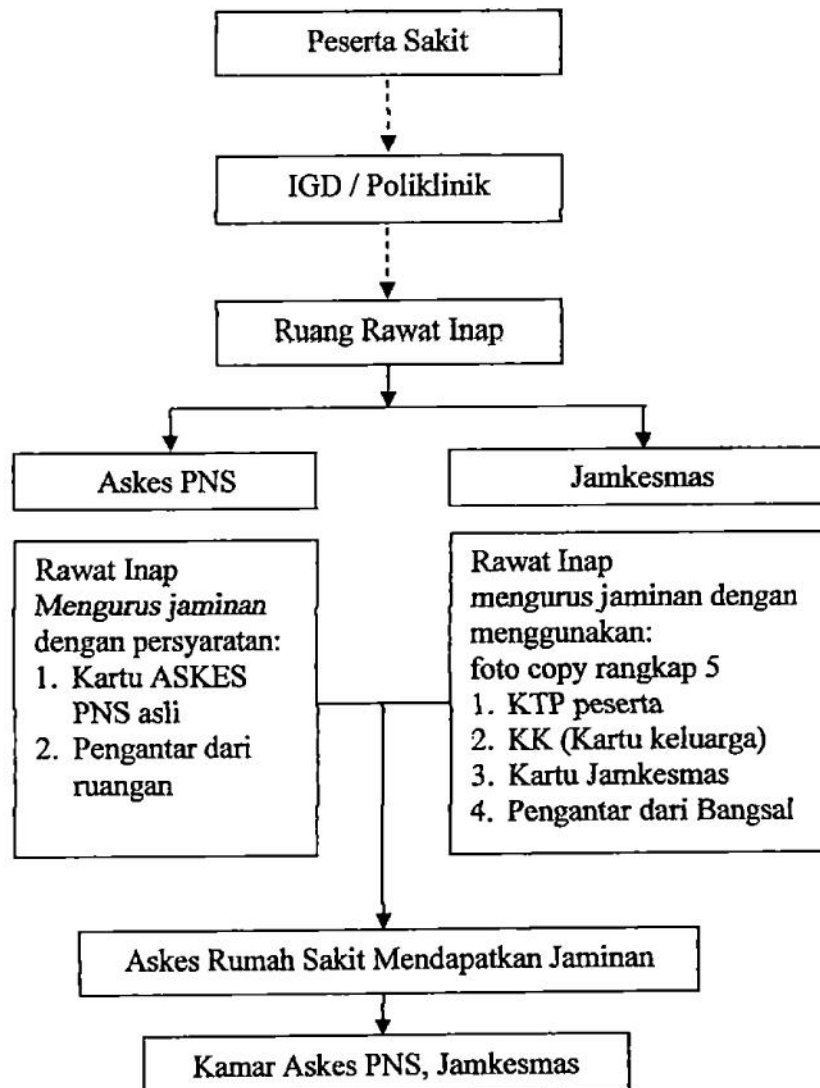 Peserta Sakit
IGD / Poliklinik
Ruang Rawat Inap
Askes PNS
Jamkesmas
Rawat Inap
Mengurus jaminan
dengan persyaratan:
1. Kartu ASKES
PNS asli
2. Pengantar dari
ruangan
Rawat Inap
mengurus jaminan dengan
menggunakan:
foto copy rangkap 5
1. KTP peserta
2. KK (Kartu keluarga)
3. Kartu Jamkesmas
4. Pengantar dari Bangsal
Askes Rumah Sakit Mendapatkan Jaminan
Kamar Askes PNS, Jamkesmas